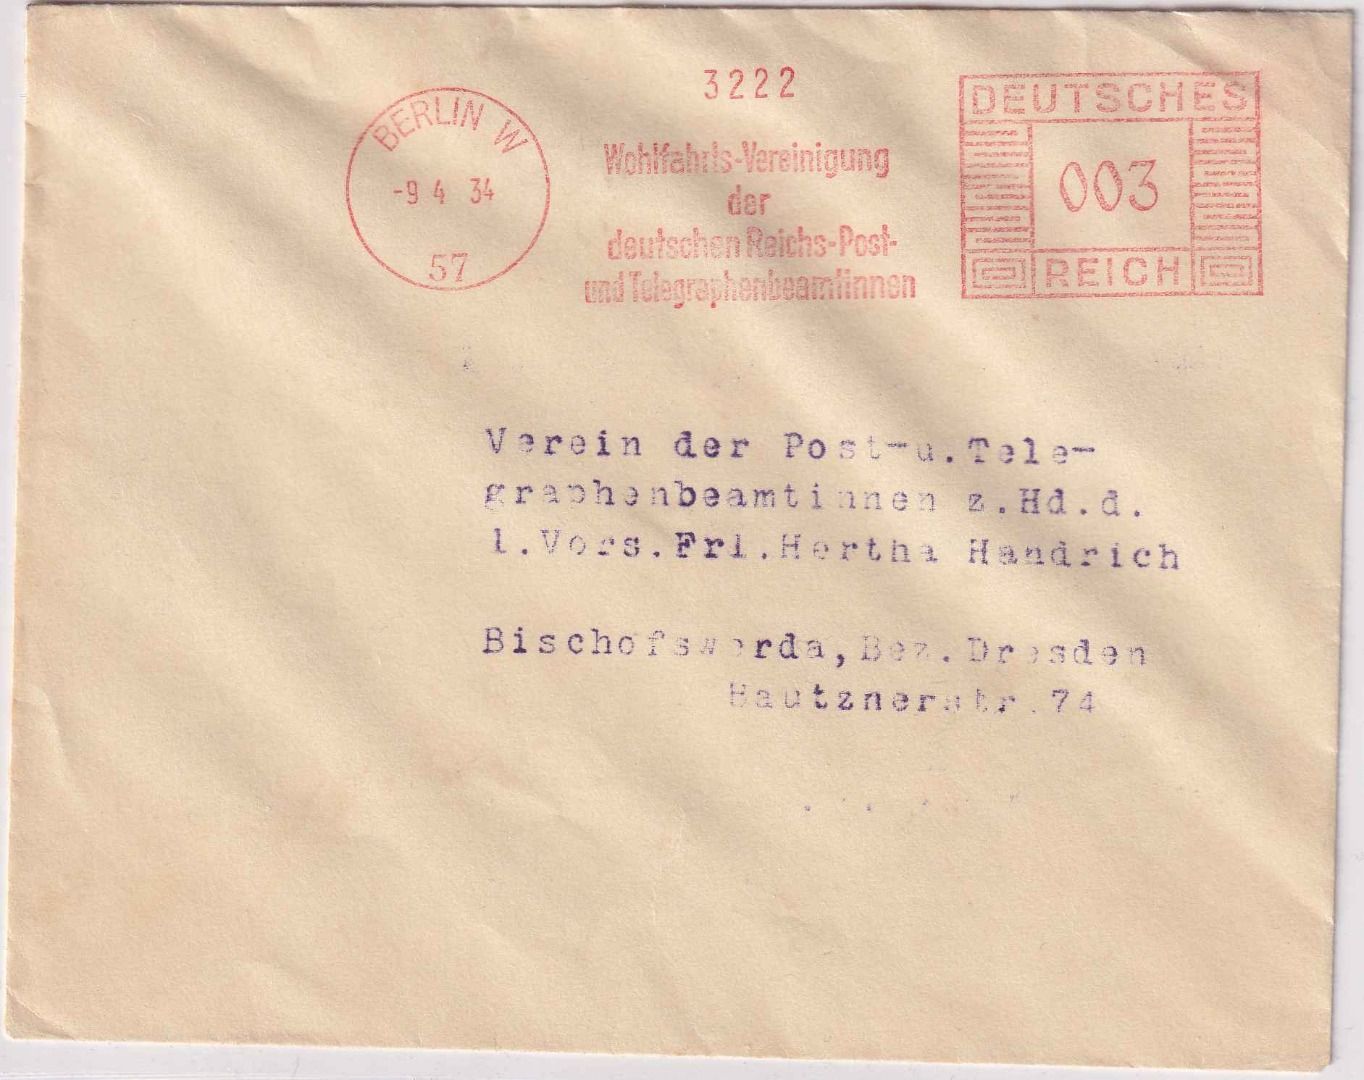 3222
BERLIN W
-9 4 34
57
Wohlfahrts-Vereinigung
der
deutschen Reichs-Post-
und Telegraphenbeamtinnen
DEUTSCHES
003
REICH
Verein der Post-u.Tele-
graphenbeamtinnen z.Hd.d.
1.Vors.Frl.Hertha Handrich
Bischofswerda,Bez.Dresden
Bautznerstr.74